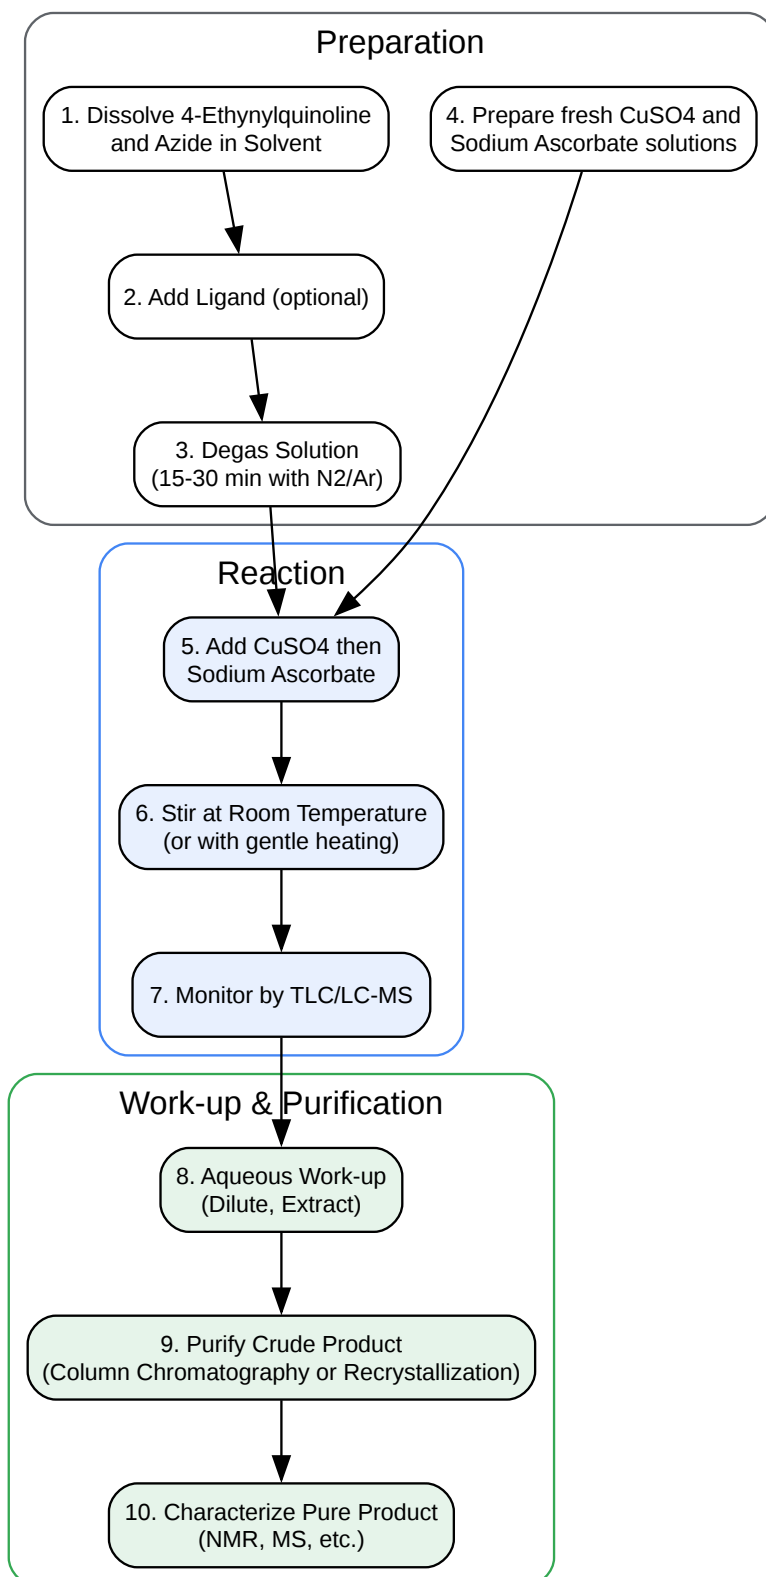 Preparation
1. Dissolve 4-Ethynylquinoline
and Azide in Solvent
4. Prepare fresh CuSO4 and
Sodium Ascorbate solutions
2. Add Ligand (optional)
3. Degas Solution
(15-30 min with N2/Ar)
Reaction
5. Add CuSO4 then
Sodium Ascorbate
6. Stir at Room Temperature
(or with gentle heating)
7. Monitor by TLC/LC-MS
Work-up & Purification
8. Aqueous Work-up
(Dilute, Extract)
9. Purify Crude Product
(Column Chromatography or Recrystallization)
10. Characterize Pure Product
(NMR, MS, etc.)